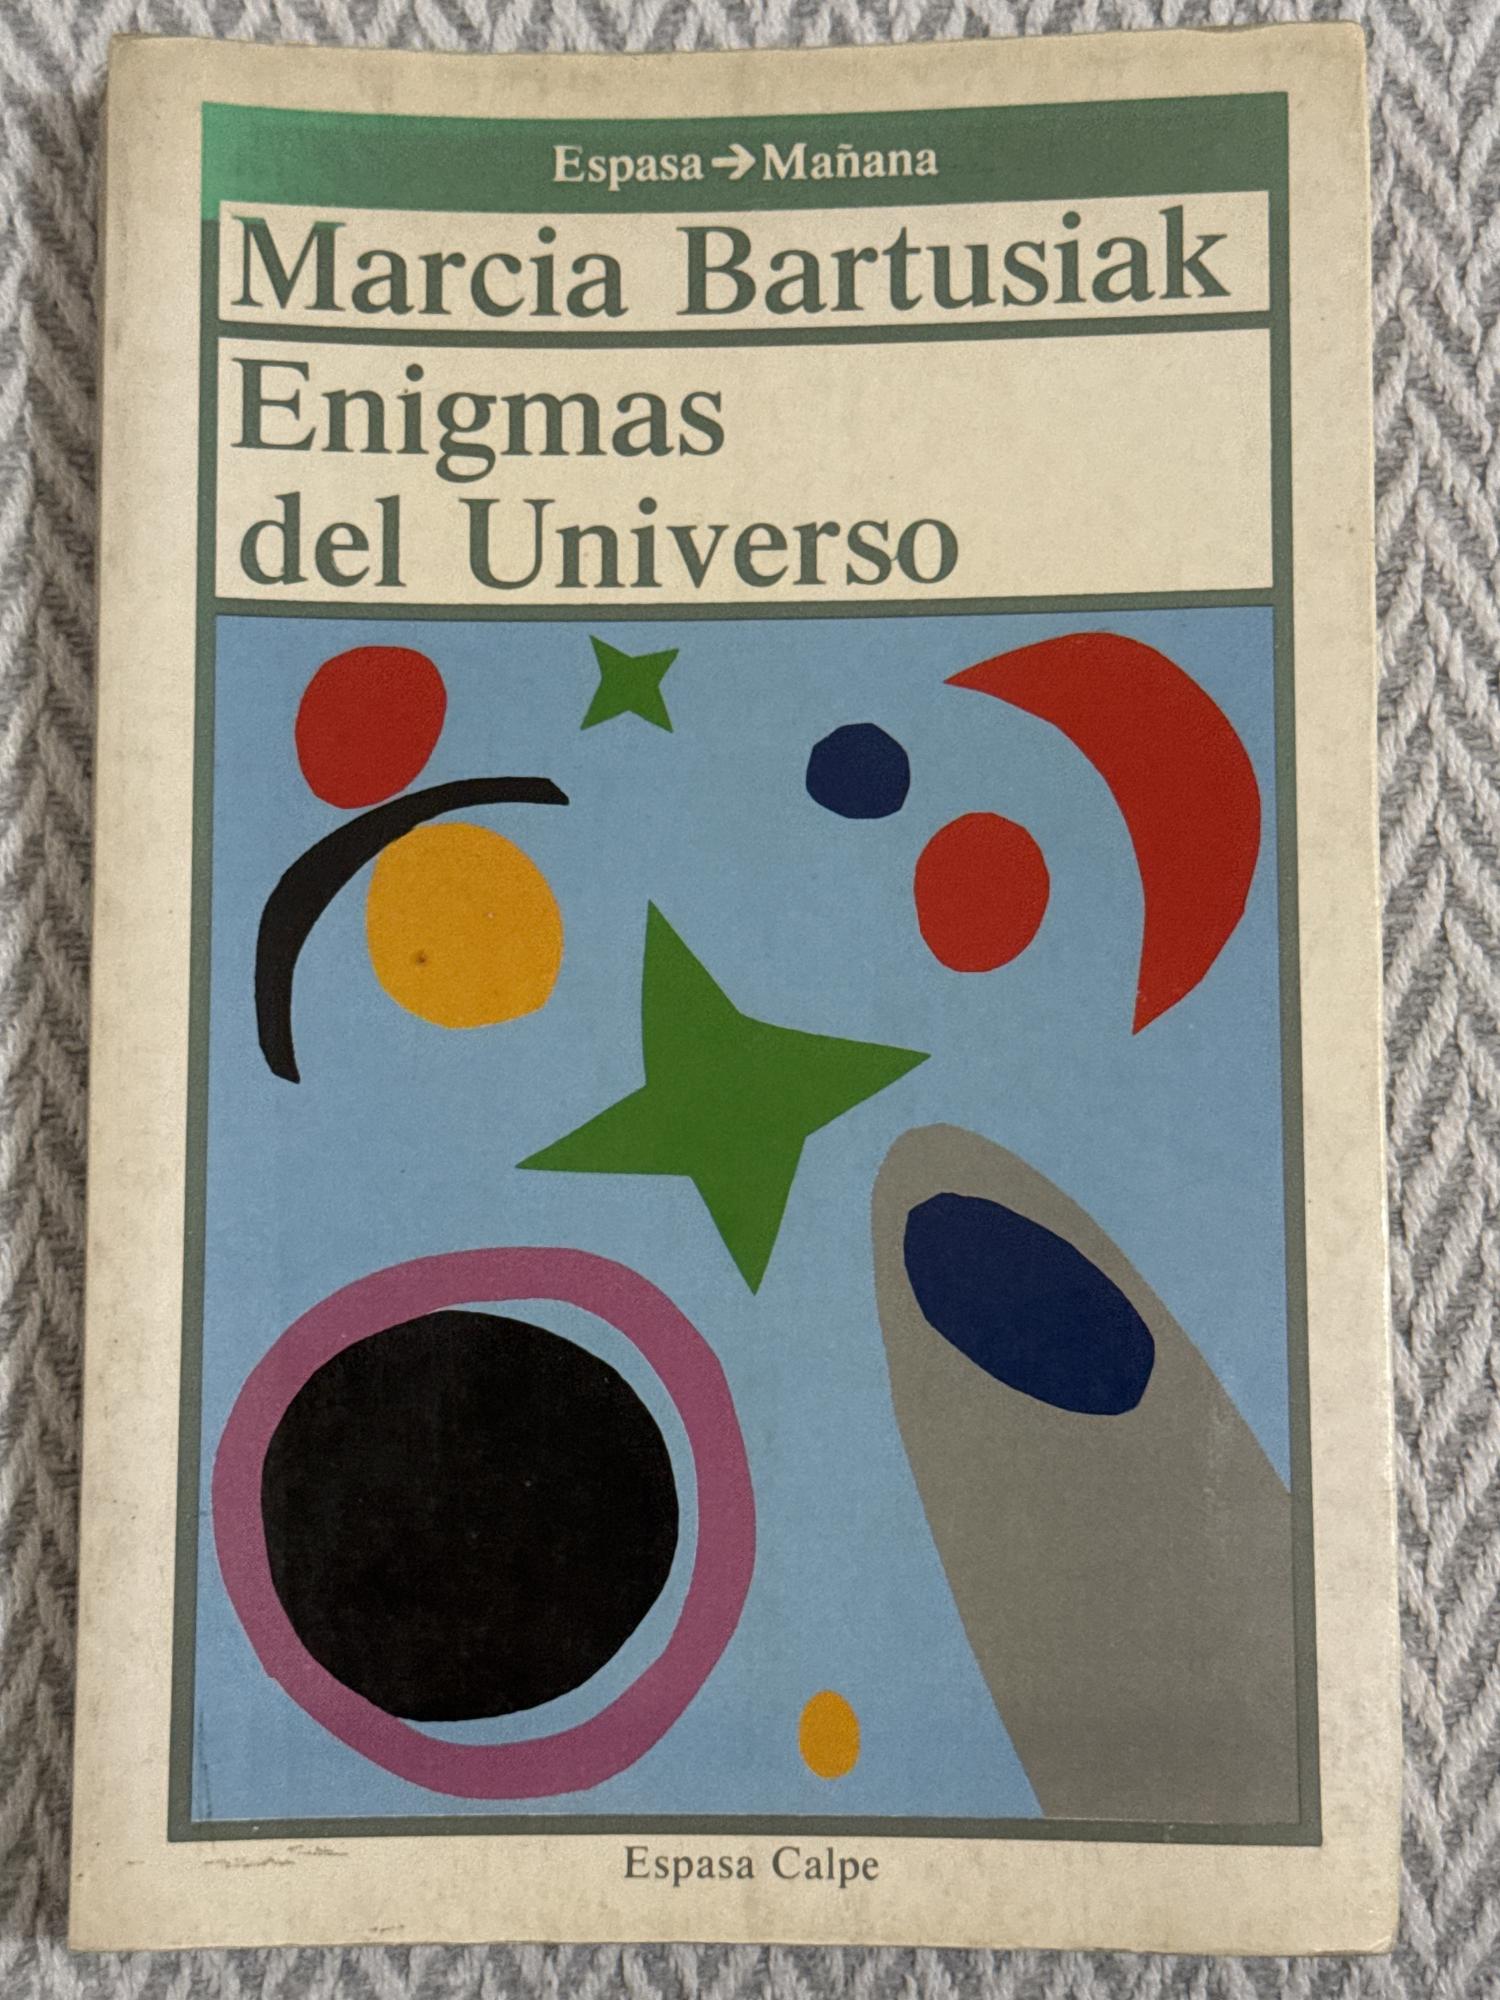 Espasa→Mañana
Marcia Bartusiak
Enigmas
del Universo
Espasa Calpe